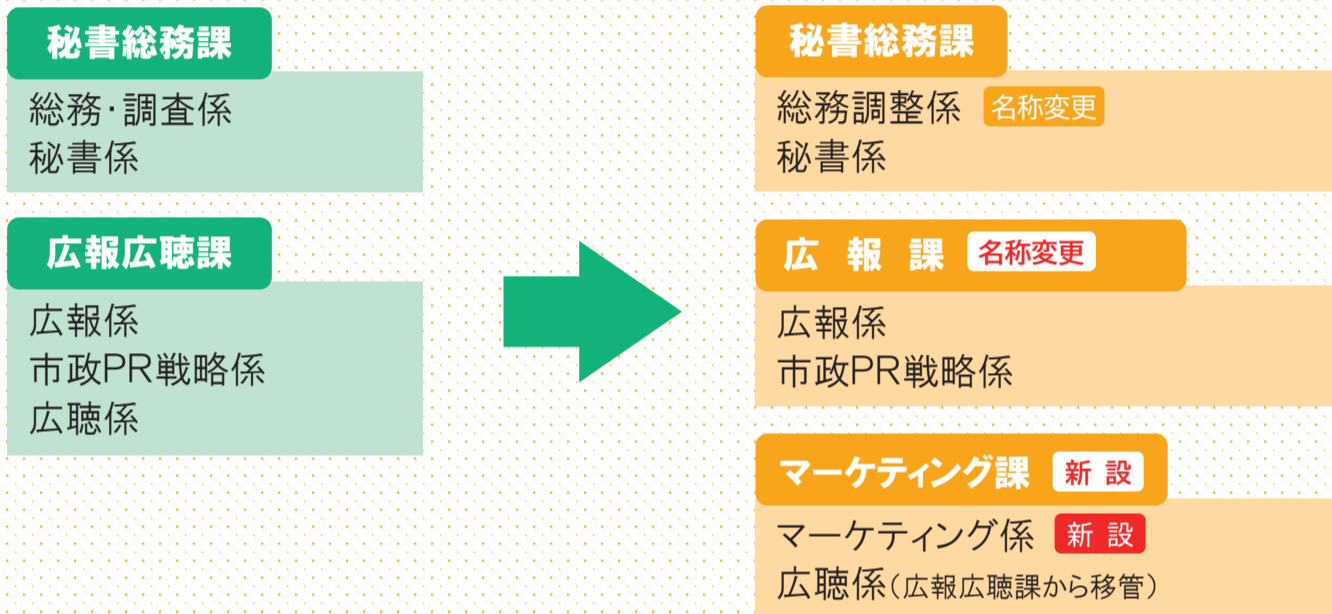 秘書総務課
総務・調査係
秘書係
広報広聴課
広報係
市政PR戦略係
広聴係
秘書総務課
総務調整係 名称変更
秘書係
広報課 名称変更
広報係
市政PR戦略係
マーケティング課 新設
マーケティング係 新設
広聴係(広報広聴課から移管)